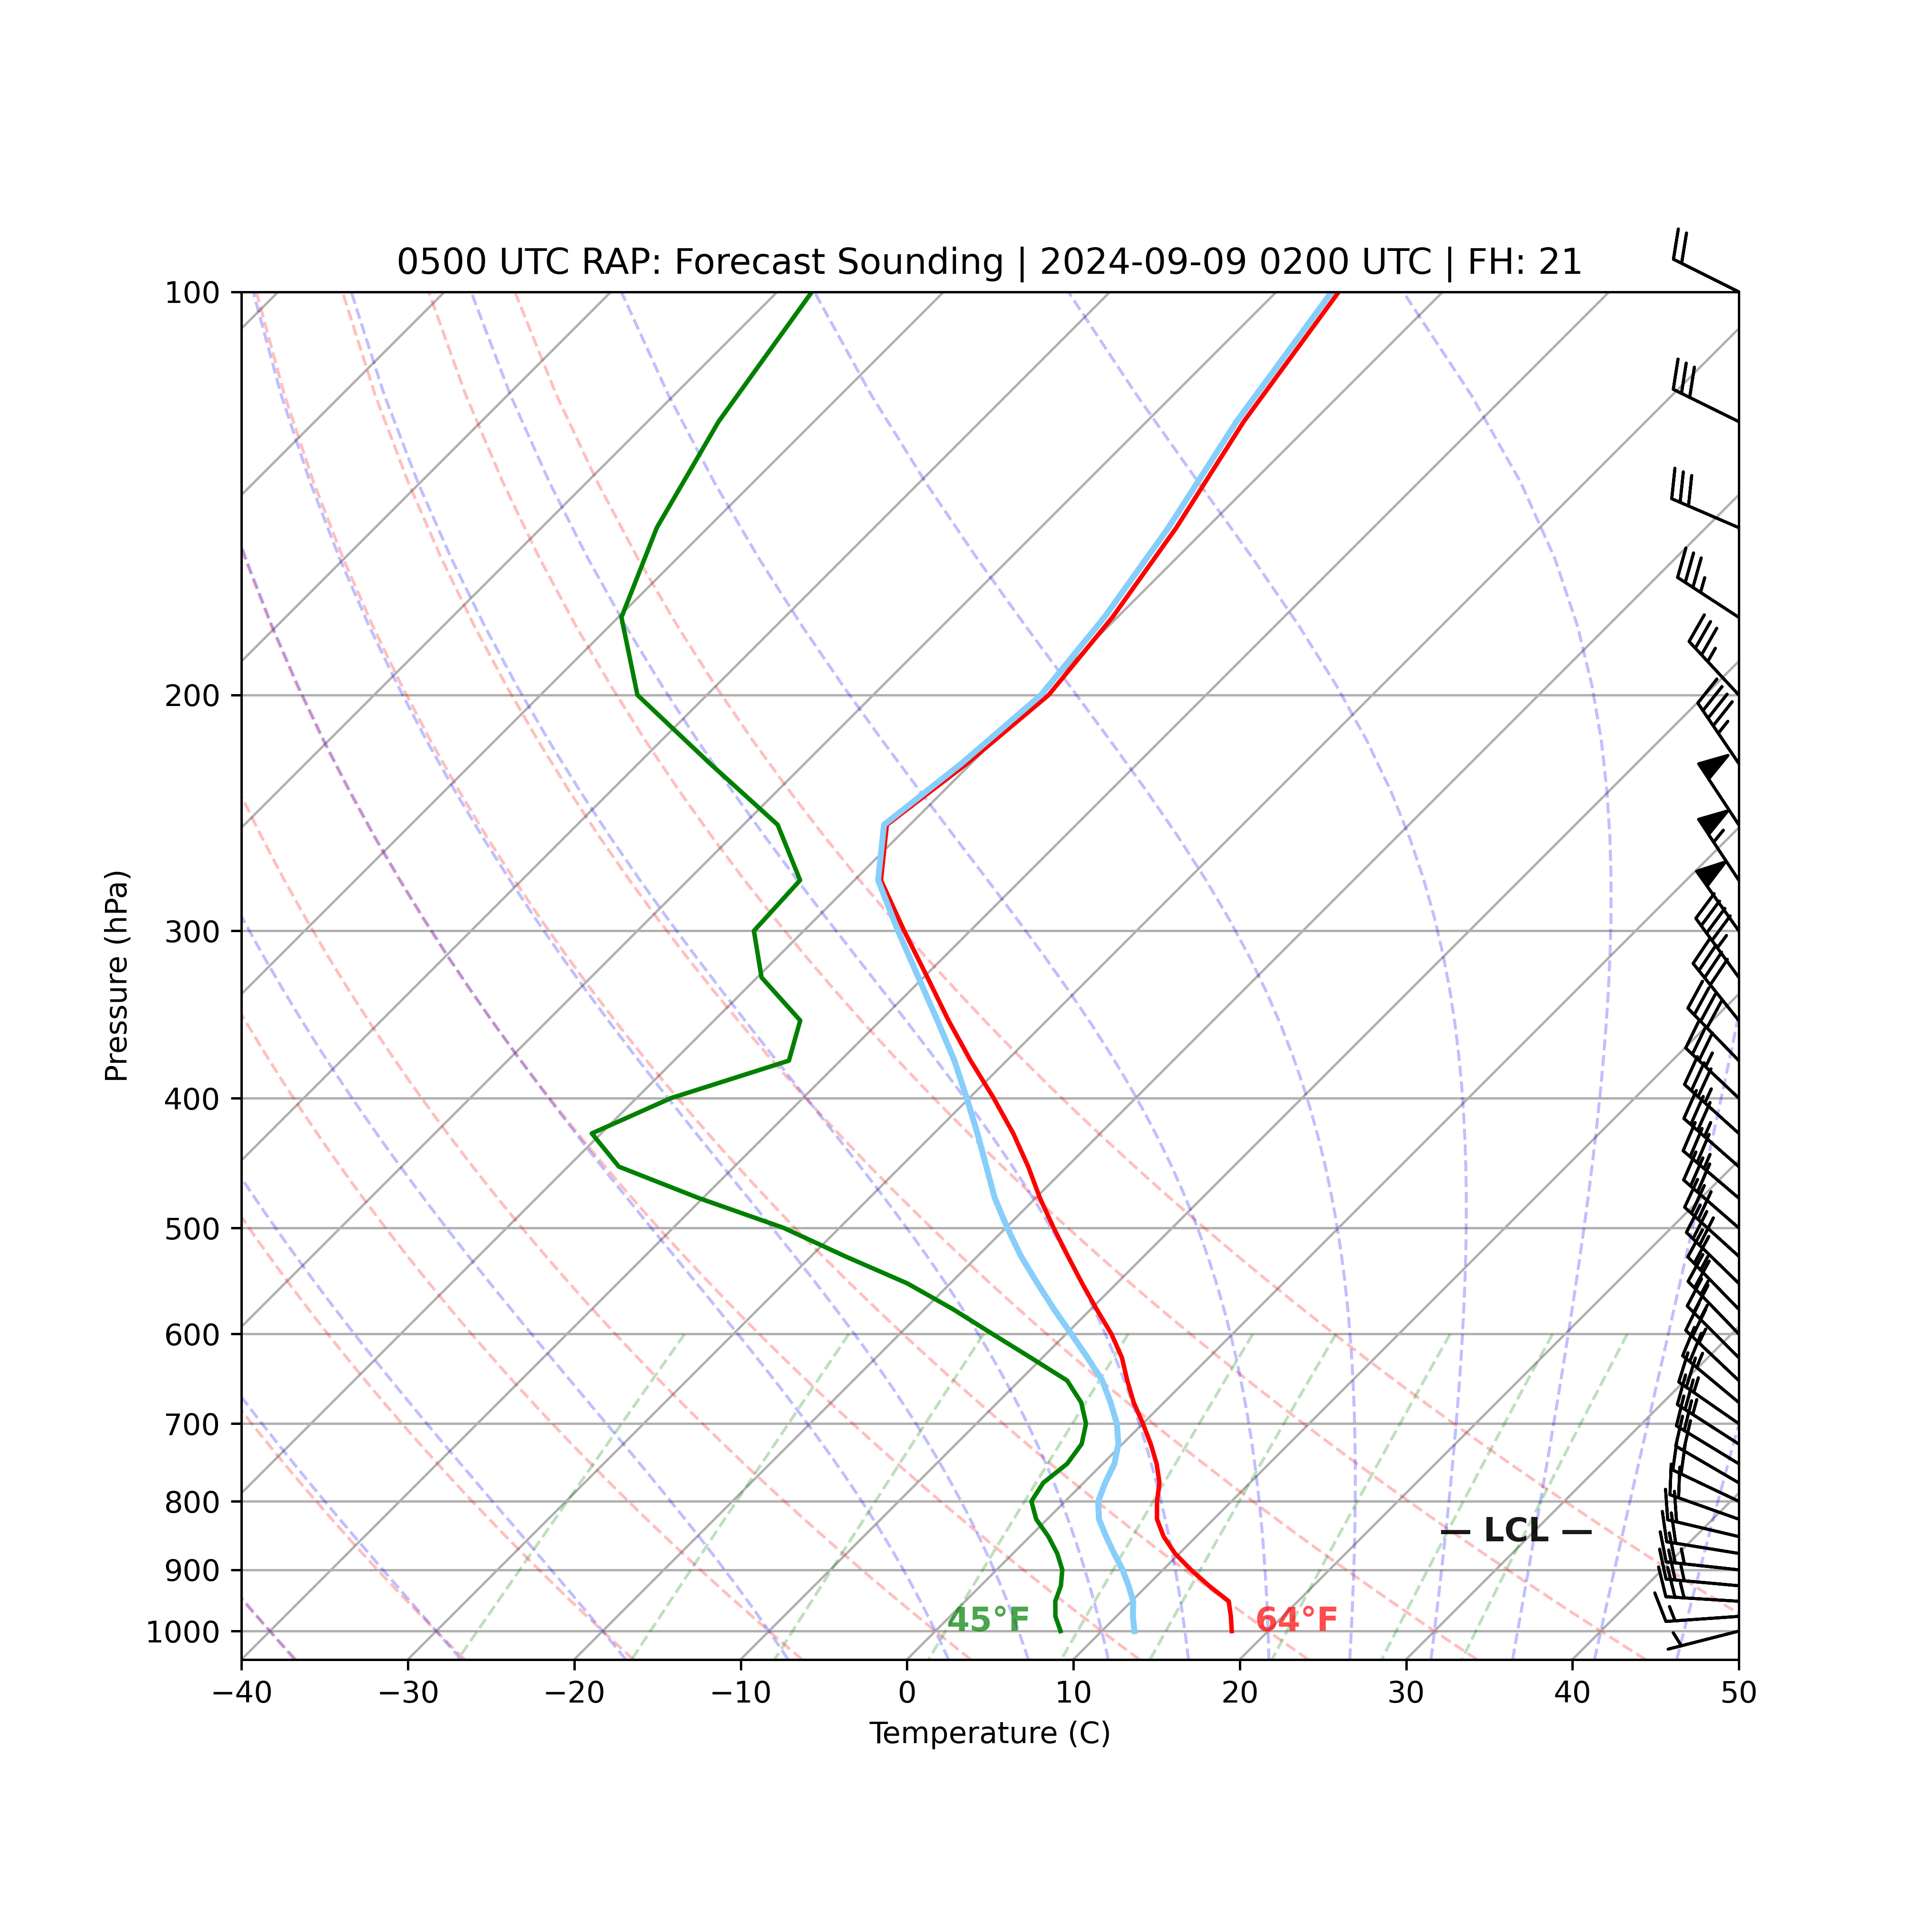 0500 UTC RAP: Forecast Sounding | 2024-09-09 0200 UTC | FH: 21
100
200
300
400
500
600
700
800
900
1000
Pressure (hPa)
— LCL —
45°F
64°F
−40 −30 −20 −10 0 10 20 30 40 50
Temperature (C)